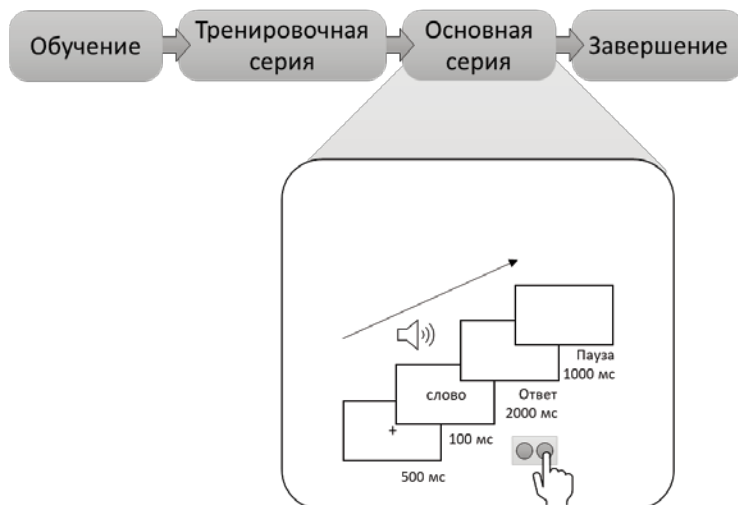 Обучение
Тренировочная
серия
Основная
серия
Завершение
Пауза
1000 мс
слово
Ответ
2000 мс
+
100 мс
500 мс